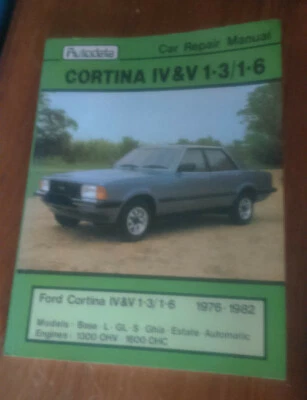 Autodata
Car Repair Manual
CORTINA IV&V 1·3/1·6
Ford Cortina IV&V 1·3/1·6 1976-1982
Models · Base · L · GL · S · Ghia · Estate · Automatic
Engines · 1300 OHV 1600 OHC